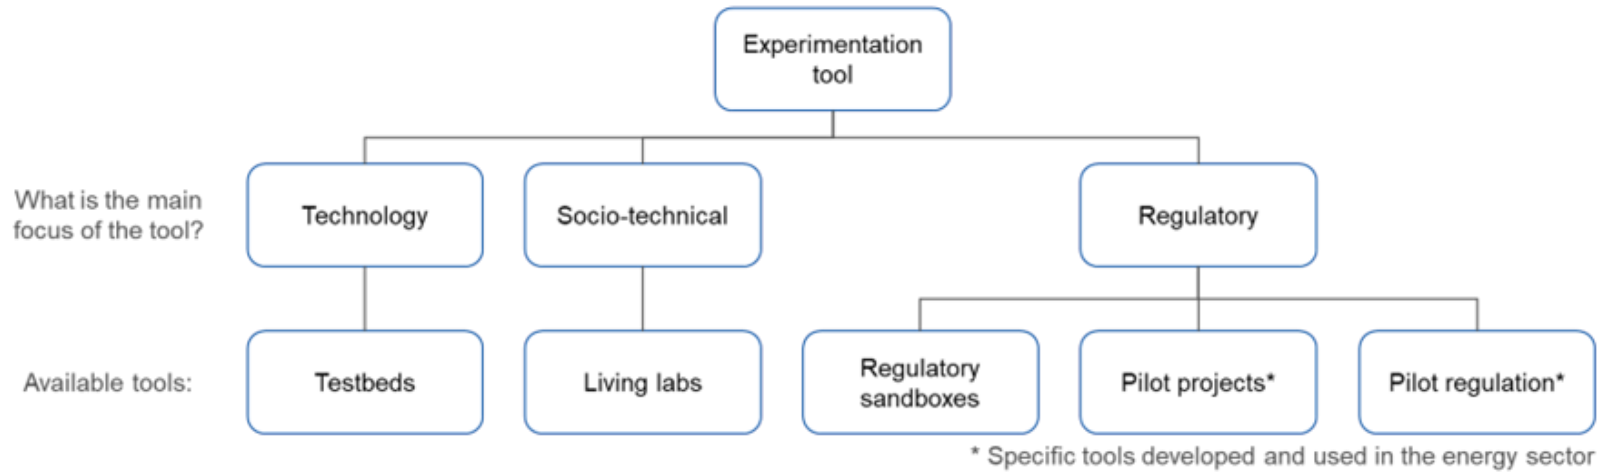 Experimentation
tool
What is the main
focus of the tool?
Technology
Socio-technical
Regulatory
Available tools:
Testbeds
Living labs
Regulatory
sandboxes
Pilot projects*
Pilot regulation*
* Specific tools developed and used in the energy sector